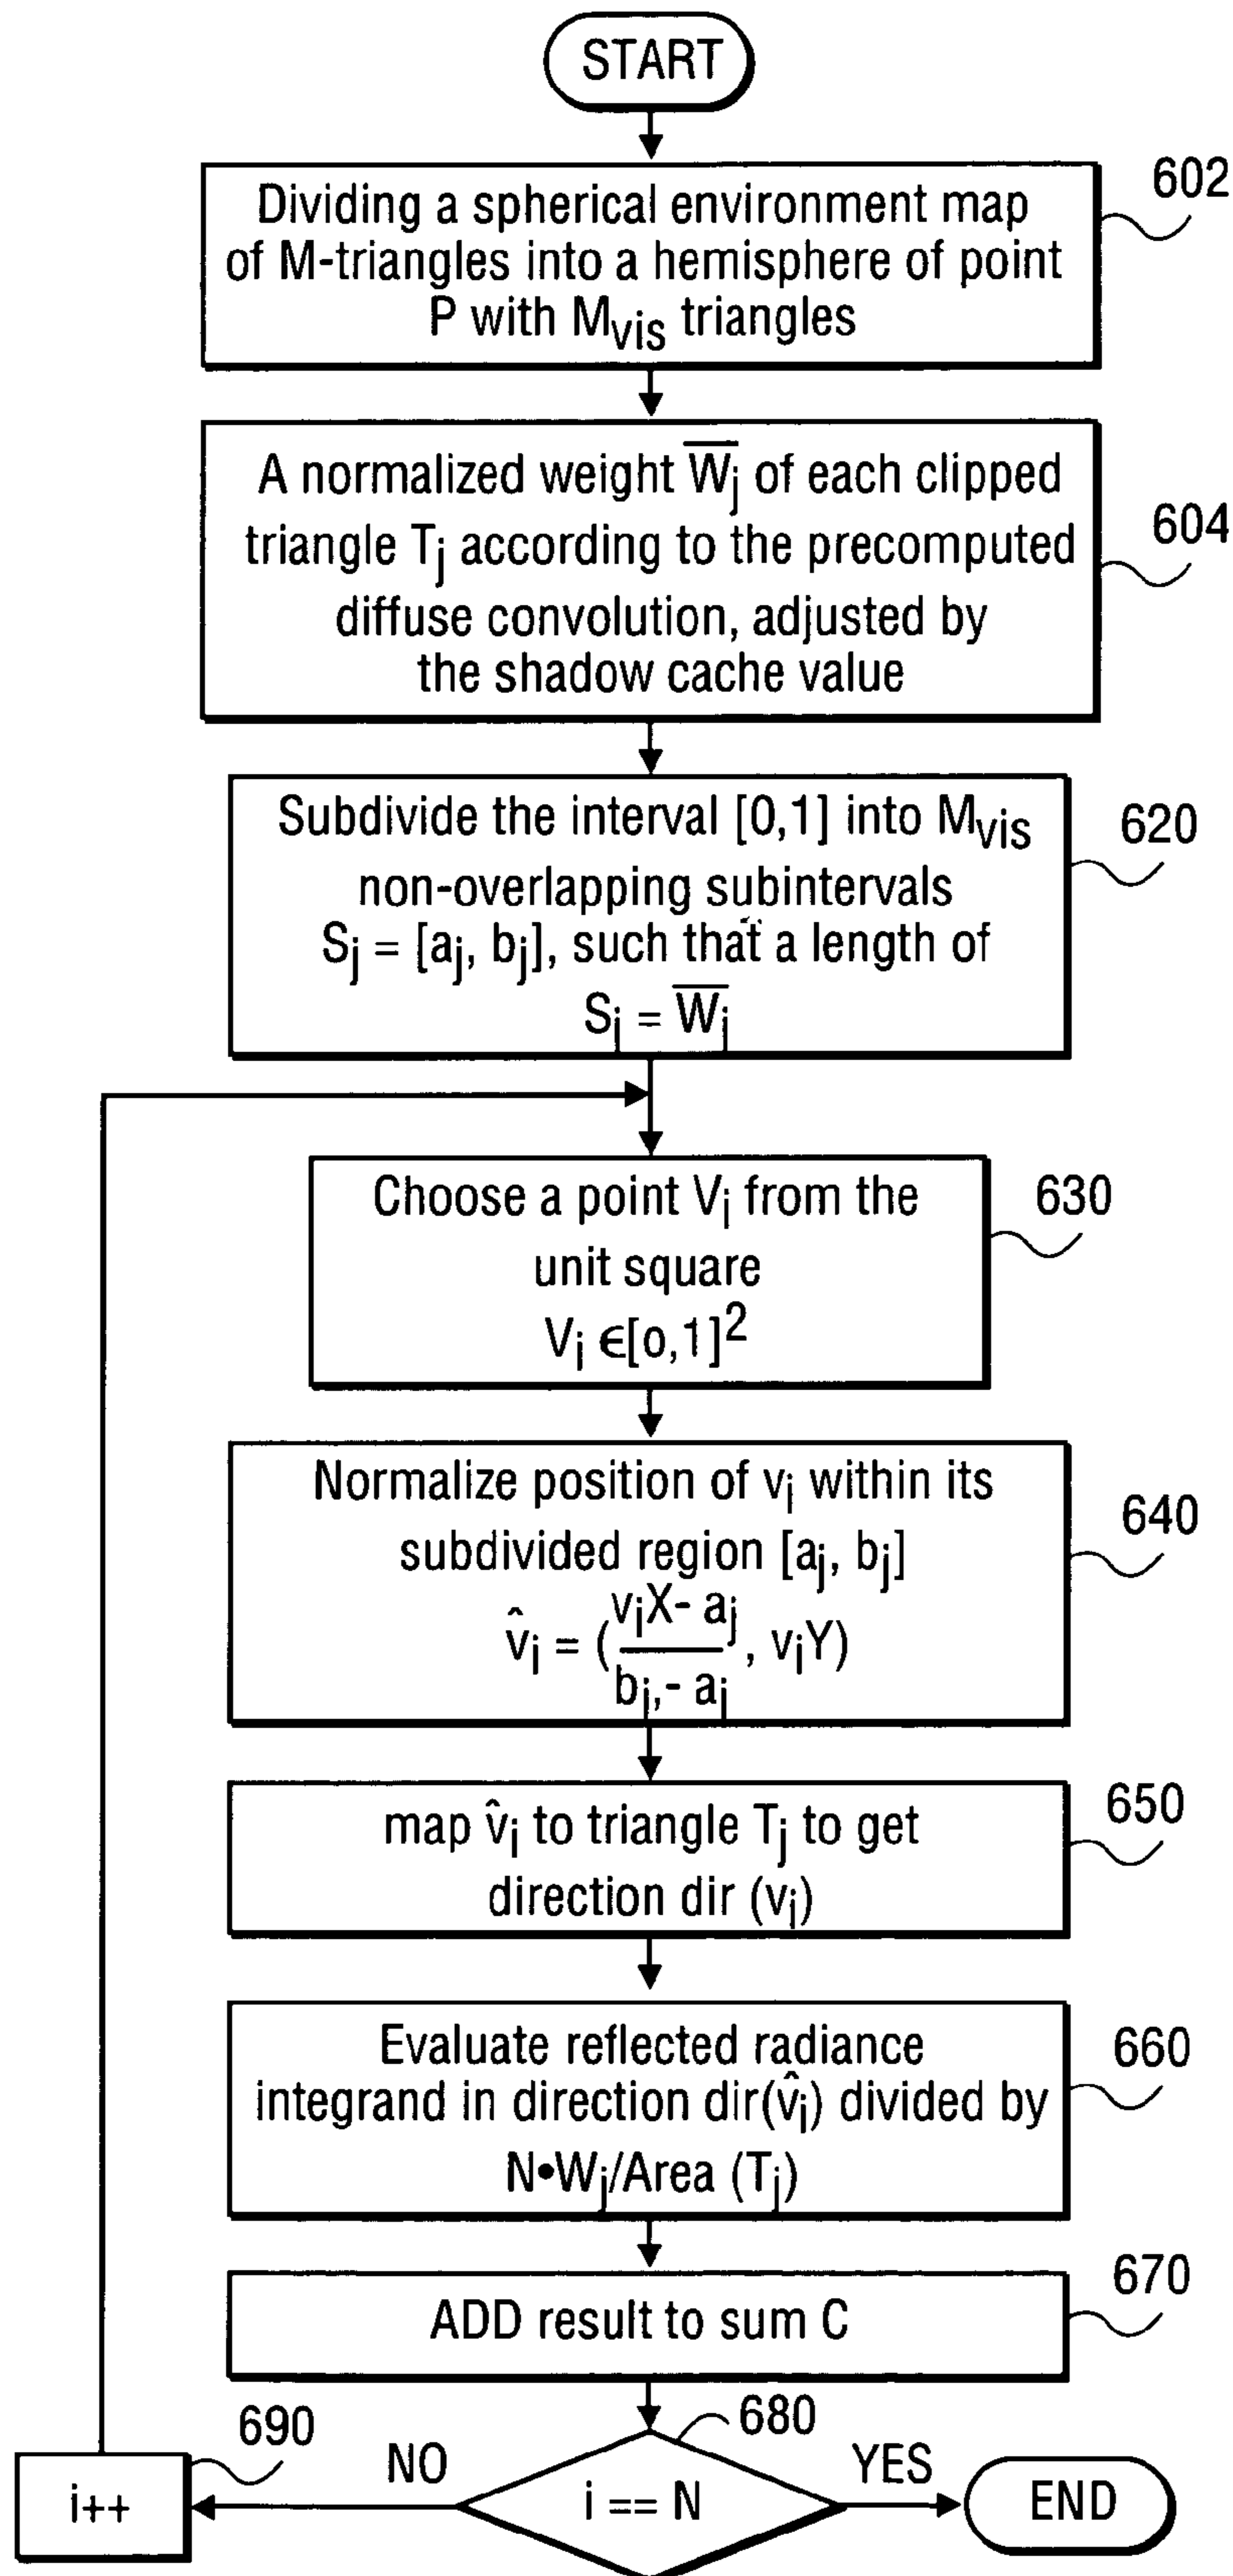 START
Dividing a spherical environment map
of M-triangles into a hemisphere of point
P with Mvis triangles
602
A normalized weight W̅j of each clipped
triangle Tj according to the precomputed
diffuse convolution, adjusted by
the shadow cache value
604
Subdivide the interval [0,1] into Mvis
non-overlapping subintervals
Sj = [aj, bj], such that a length of
Sj = W̅j
620
Choose a point Vi from the
unit square
Vi ϵ[o,1]²
630
Normalize position of vi within its
subdivided region [aj, bj]
v̂i = (viX- aj / bj,- aj, viY)
640
map v̂i to triangle Tj to get
direction dir (vi)
650
Evaluate reflected radiance
integrand in direction dir(v̂i) divided by
N•Wj/Area (Tj)
660
ADD result to sum C
670
680
i == N
NO
YES
690
i++
END